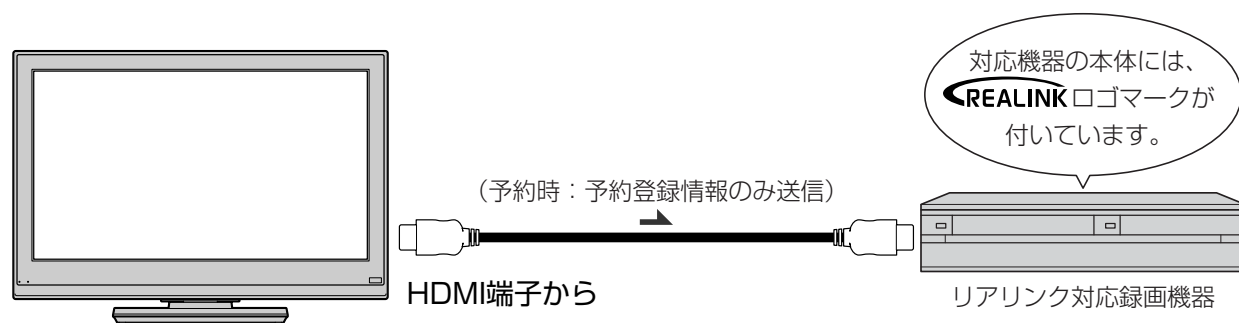 対応機器の本体には、
REALINKロゴマークが
付いています。
(予約時：予約登録情報のみ送信)
HDMI端子から
リアリンク対応録画機器